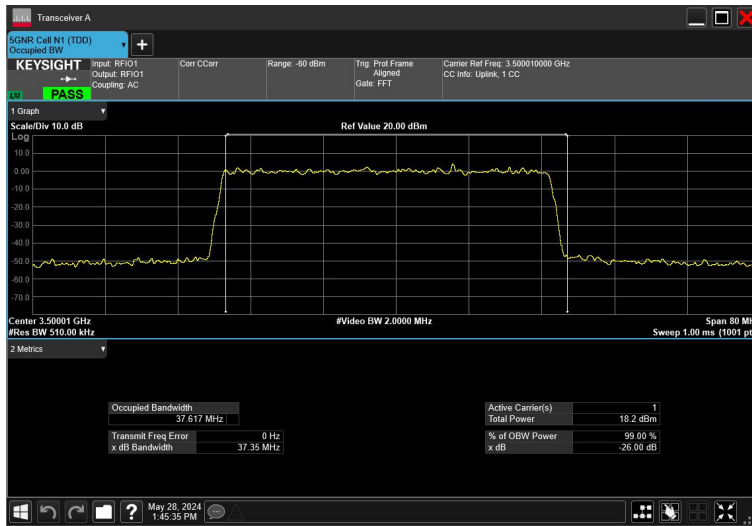 Transceiver A
5GNR Cell N1 (TDD)
Occupied BW
KEYSIGHT
LXI
PASS
Input: RFIO1
Output: RFIO1
Coupling: AC
Corr CCorr
Range: -60 dBm
Trig: Prot Frame
Aligned
Gate: FFT
Carrier Ref Freq: 3.500010000 GHz
CC Info: Uplink, 1 CC
1 Graph
Scale/Div 10.0 dB
Ref Value 20.00 dBm
Log
10.0
0.00
-10.0
-20.0
-30.0
-40.0
-50.0
-60.0
-70.0
Center 3.50001 GHz
#Video BW 2.0000 MHz
Span 80 MH
#Res BW 510.00 kHz
Sweep 1.00 ms (1001 pt
2 Metrics
Occupied Bandwidth
37.617 MHz
Transmit Freq Error 0 Hz
x dB Bandwidth 37.35 MHz
Active Carrier(s) 1
Total Power 18.2 dBm
% of OBW Power 99.00 %
x dB -26.00 dB
?
May 28, 2024
1:45:35 PM